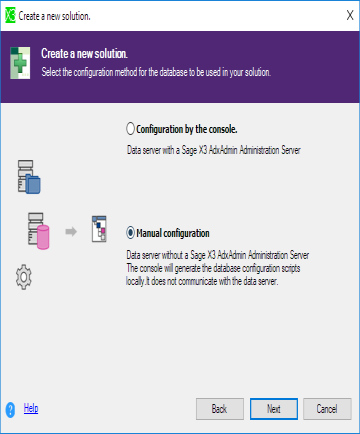 X3 Create a new solution. X
Create a new solution.
Select the configuration method for the database to be used in your solution.
Configuration by the console.
Data server with a Sage X3 AdxAdmin Administration Server
Manual configuration
Data server without a Sage X3 AdxAdmin Administration Server
The console will generate the database configuration scripts
locally.It does not communicate with the data server.
? Help Back Next Cancel